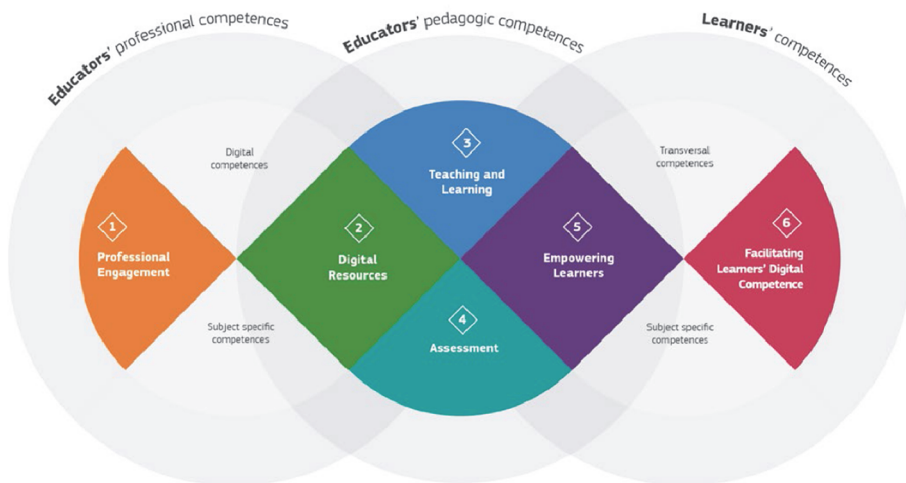 Educators' professional competences
Educators' pedagogic competences
Learners' competences
Digital
competences
3
Teaching and
Learning
Transversal
competences
1
Professional
Engagement
2
Digital
Resources
5
Empowering
Learners
6
Facilitating
Learners' Digital
Competence
Subject specific
competences
4
Assessment
Subject specific
competences